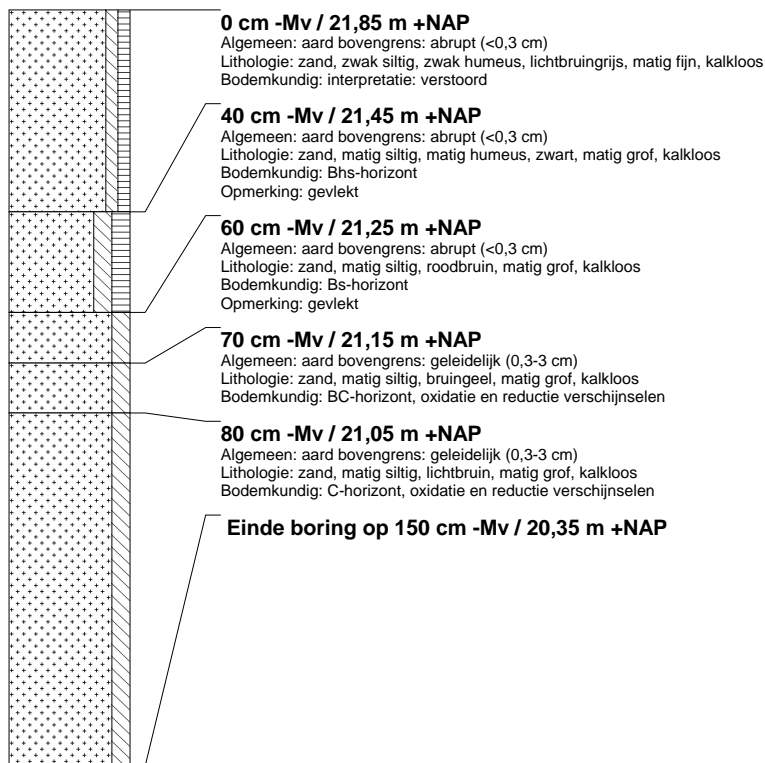 0 cm -Mv / 21,85 m +NAP
Algemeen: aard bovengrens: abrupt (<0,3 cm)
Lithologie: zand, zwak siltig, zwak humeus, lichtbruingrijs, matig fijn, kalkloos
Bodemkundig: interpretatie: verstoord
40 cm -Mv / 21,45 m +NAP
Algemeen: aard bovengrens: abrupt (<0,3 cm)
Lithologie: zand, matig siltig, matig humeus, zwart, matig grof, kalkloos
Bodemkundig: Bhs-horizont
Opmerking: gevlekt
60 cm -Mv / 21,25 m +NAP
Algemeen: aard bovengrens: abrupt (<0,3 cm)
Lithologie: zand, matig siltig, roodbruin, matig grof, kalkloos
Bodemkundig: Bs-horizont
Opmerking: gevlekt
70 cm -Mv / 21,15 m +NAP
Algemeen: aard bovengrens: geleidelijk (0,3-3 cm)
Lithologie: zand, matig siltig, bruingeel, matig grof, kalkloos
Bodemkundig: BC-horizont, oxidatie en reductie verschijnselen
80 cm -Mv / 21,05 m +NAP
Algemeen: aard bovengrens: geleidelijk (0,3-3 cm)
Lithologie: zand, matig siltig, lichtbruin, matig grof, kalkloos
Bodemkundig: C-horizont, oxidatie en reductie verschijnselen
Einde boring op 150 cm -Mv / 20,35 m +NAP